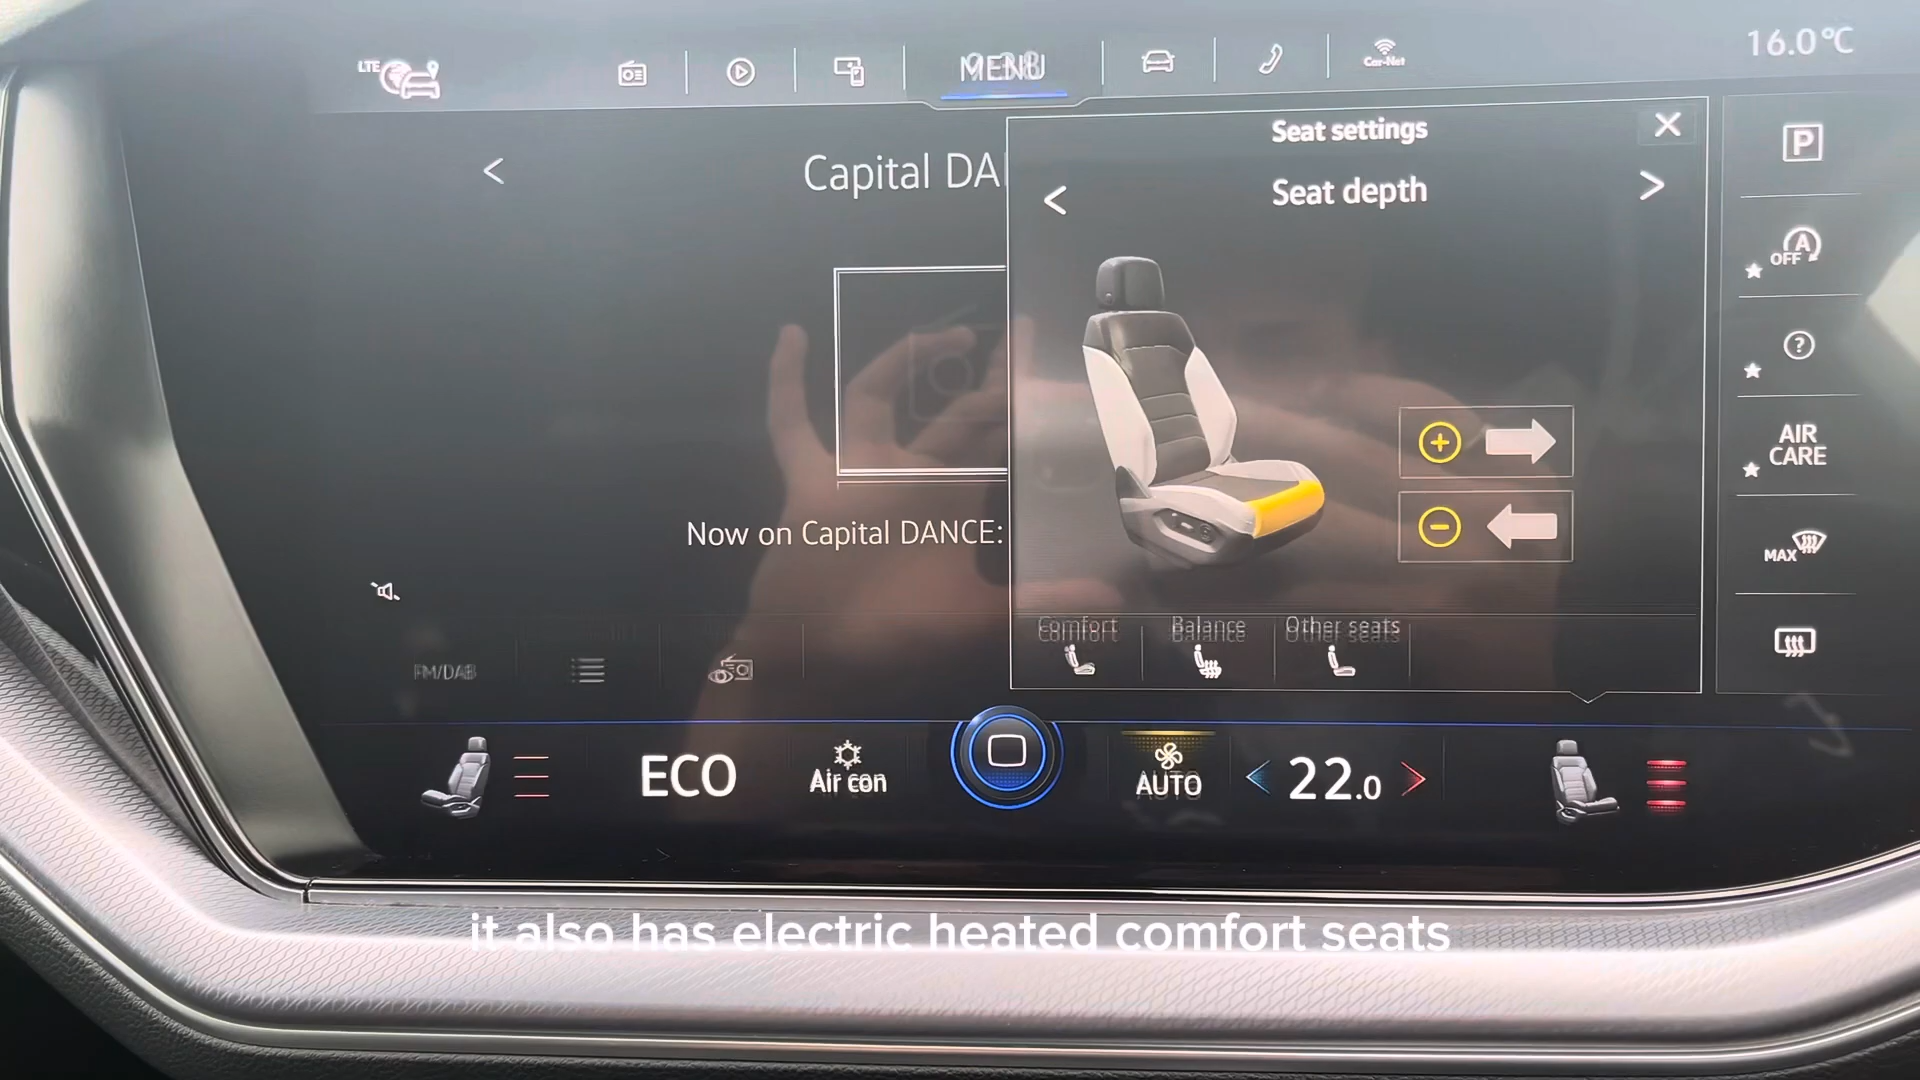 LTE
MENU
Car-Net
16.0°C
Seat settings
P
Capital DA
Seat depth
A
OFF
?
AIR
CARE
Now on Capital DANCE:
MAX
Comfort
Balance
Other seats
FM/DAB
ECO
Air con
AUTO
22.0
it also has electric heated comfort seats